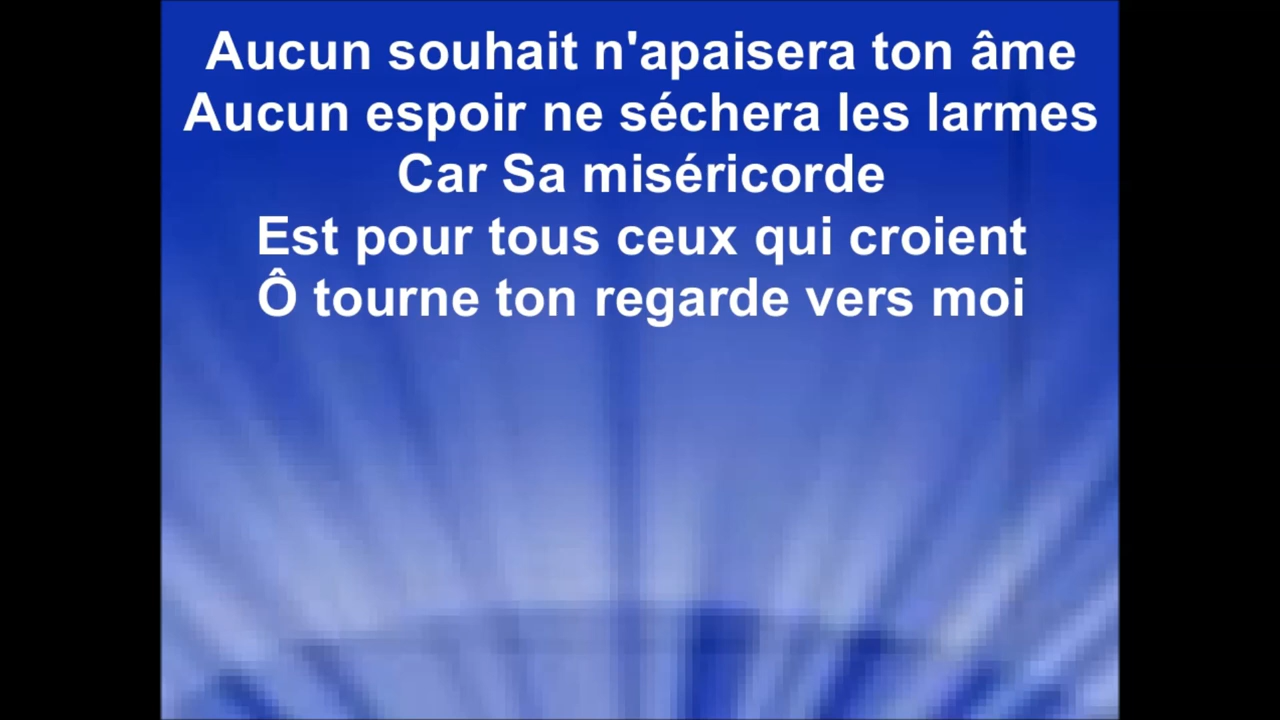 Aucun souhait n'apaisera ton âme
Aucun espoir ne séchera les larmes
Car Sa miséricorde
Est pour tous ceux qui croient
Ô tourne ton regarde vers moi